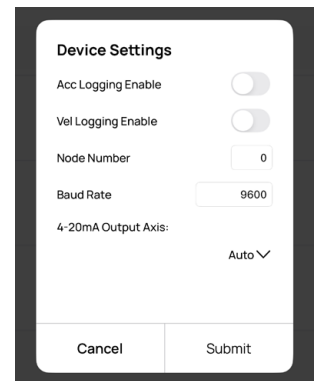 Device Settings
Acc Logging Enable
Vel Logging Enable
Node Number 0
Baud Rate 9600
4-20mA Output Axis:
Auto
Cancel Submit